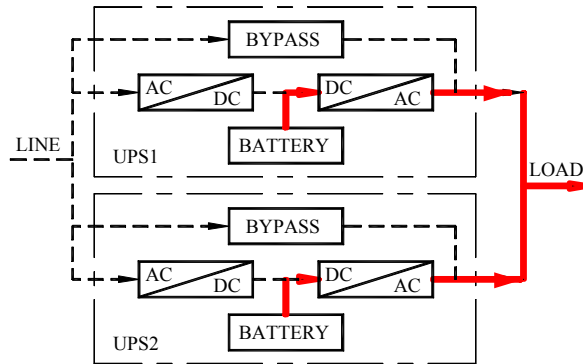 BYPASS
AC DC
DC AC
BATTERY
UPS1
LINE
LOAD
BYPASS
AC DC
DC AC
BATTERY
UPS2